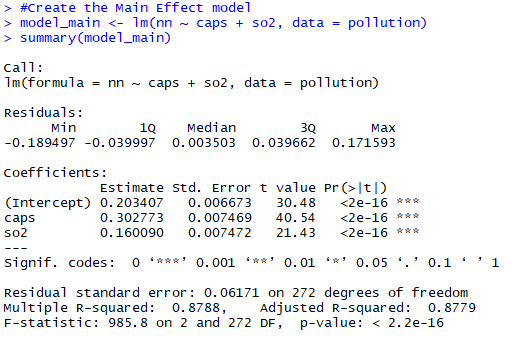 > #Create the Main Effect model
> model_main <- lm(nn ~ caps + so2, data = pollution)
> summary(model_main)

Call:
lm(formula = nn ~ caps + so2, data = pollution)

Residuals:
      Min        1Q    Median        3Q       Max
-0.189497 -0.039997  0.003503  0.039662  0.171593

Coefficients:
            Estimate Std. Error t value Pr(>|t|)
(Intercept) 0.203407   0.006673   30.48   <2e-16 ***
caps        0.302773   0.007469   40.54   <2e-16 ***
so2         0.160090   0.007472   21.43   <2e-16 ***
---
Signif. codes:  0 ‘***’ 0.001 ‘**’ 0.01 ‘*’ 0.05 ‘.’ 0.1 ‘ ’ 1

Residual standard error: 0.06171 on 272 degrees of freedom
Multiple R-squared:  0.8788,	Adjusted R-squared:  0.8779
F-statistic: 985.8 on 2 and 272 DF,  p-value: < 2.2e-16